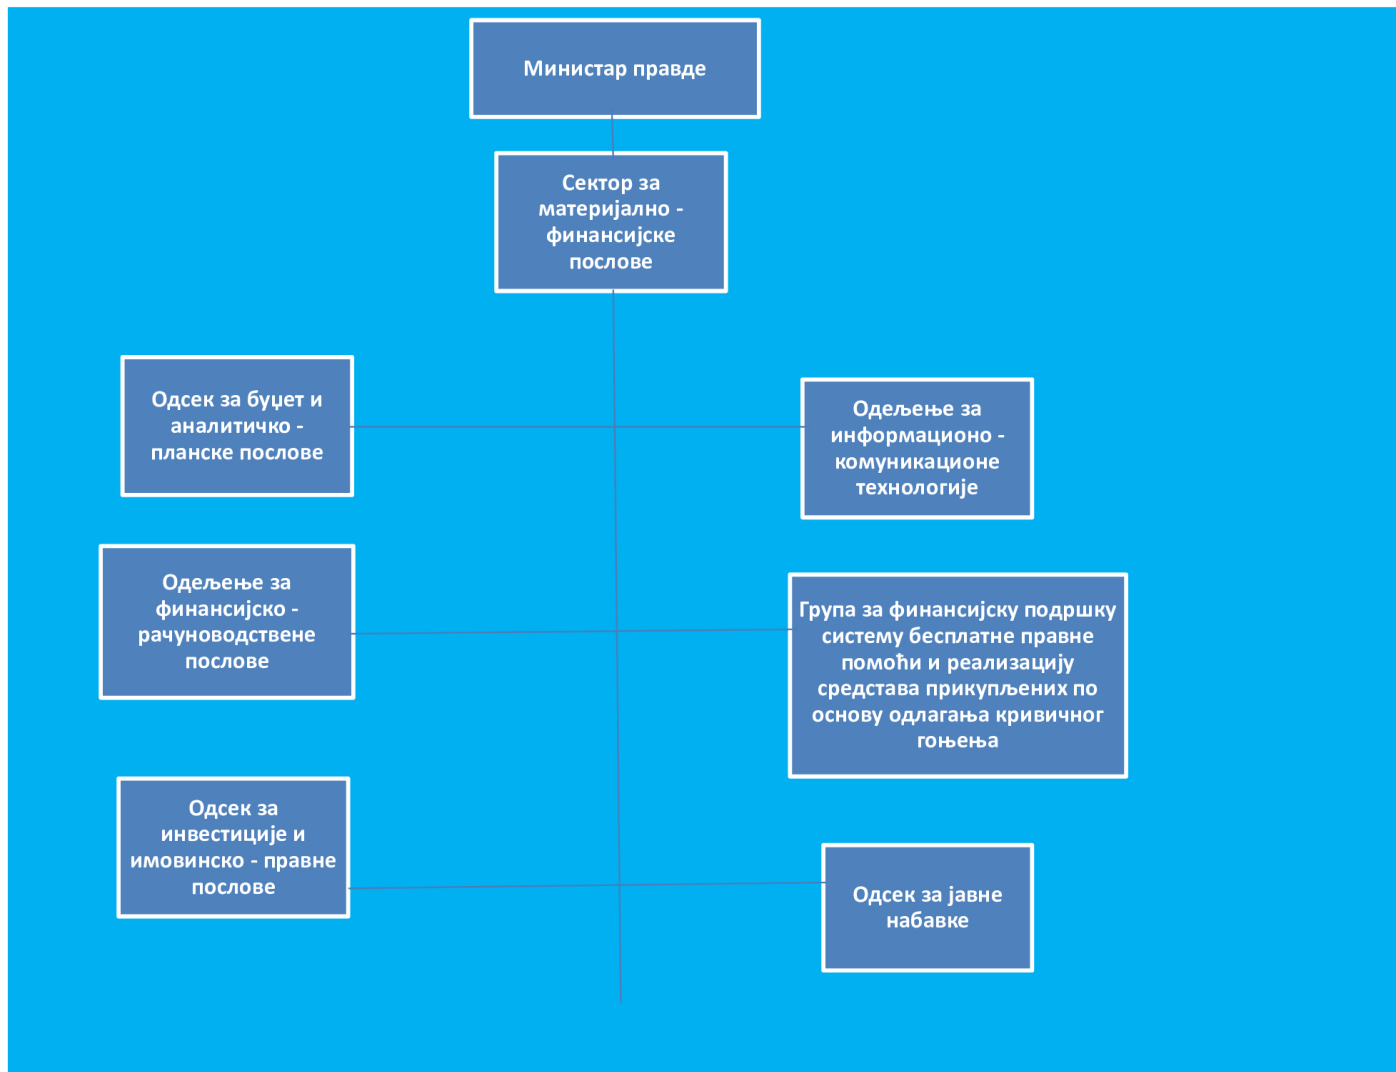 Министар правде
Сектор за
материјално -
финансијске
послове
Одсек за буџет и
аналитичко -
планске послове
Одељење за
информационо -
комуникационе
технологије
Одељење за
финансијско -
рачуноводствене
послове
Група за финансијску подршку
систему бесплатне правне
помоћи и реализацију
средстава прикупљених по
основу одлагања кривичног
гоњења
Одсек за
инвестиције и
имовинско - правне
послове
Одсек за јавне
набавке